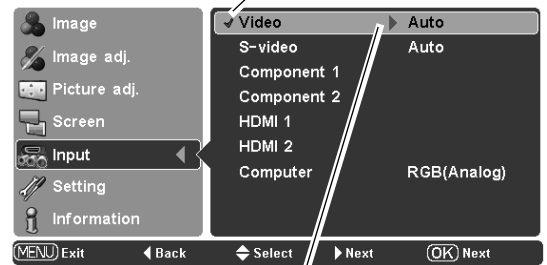 Image
Image adj.
Picture adj.
Screen
Input
Setting
Information
Video Auto
S-video Auto
Component 1
Component 2
HDMI 1
HDMI 2
Computer RGB(Analog)
MENU Exit Back Select Next OK Next